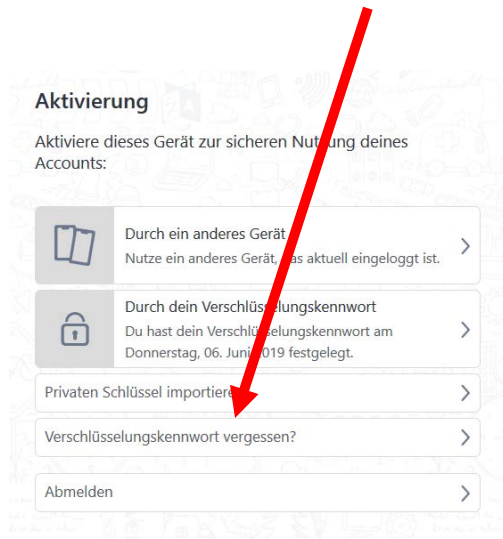 Aktivierung
Aktiviere dieses Gerät zur sicheren Nutzung deines
Accounts:
Durch ein anderes Gerät
Nutze ein anderes Gerät, das aktuell eingeloggt ist.
Durch dein Verschlüsselungskennwort
Du hast dein Verschlüsselungskennwort am
Donnerstag, 06. Juni 2019 festgelegt.
Privaten Schlüssel importieren
Verschlüsselungskennwort vergessen?
Abmelden